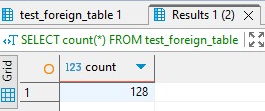 test_foreign_table 1
Results 1 (2)
SELECT count(*) FROM test_foreign_table
Grid
123 count
1
128